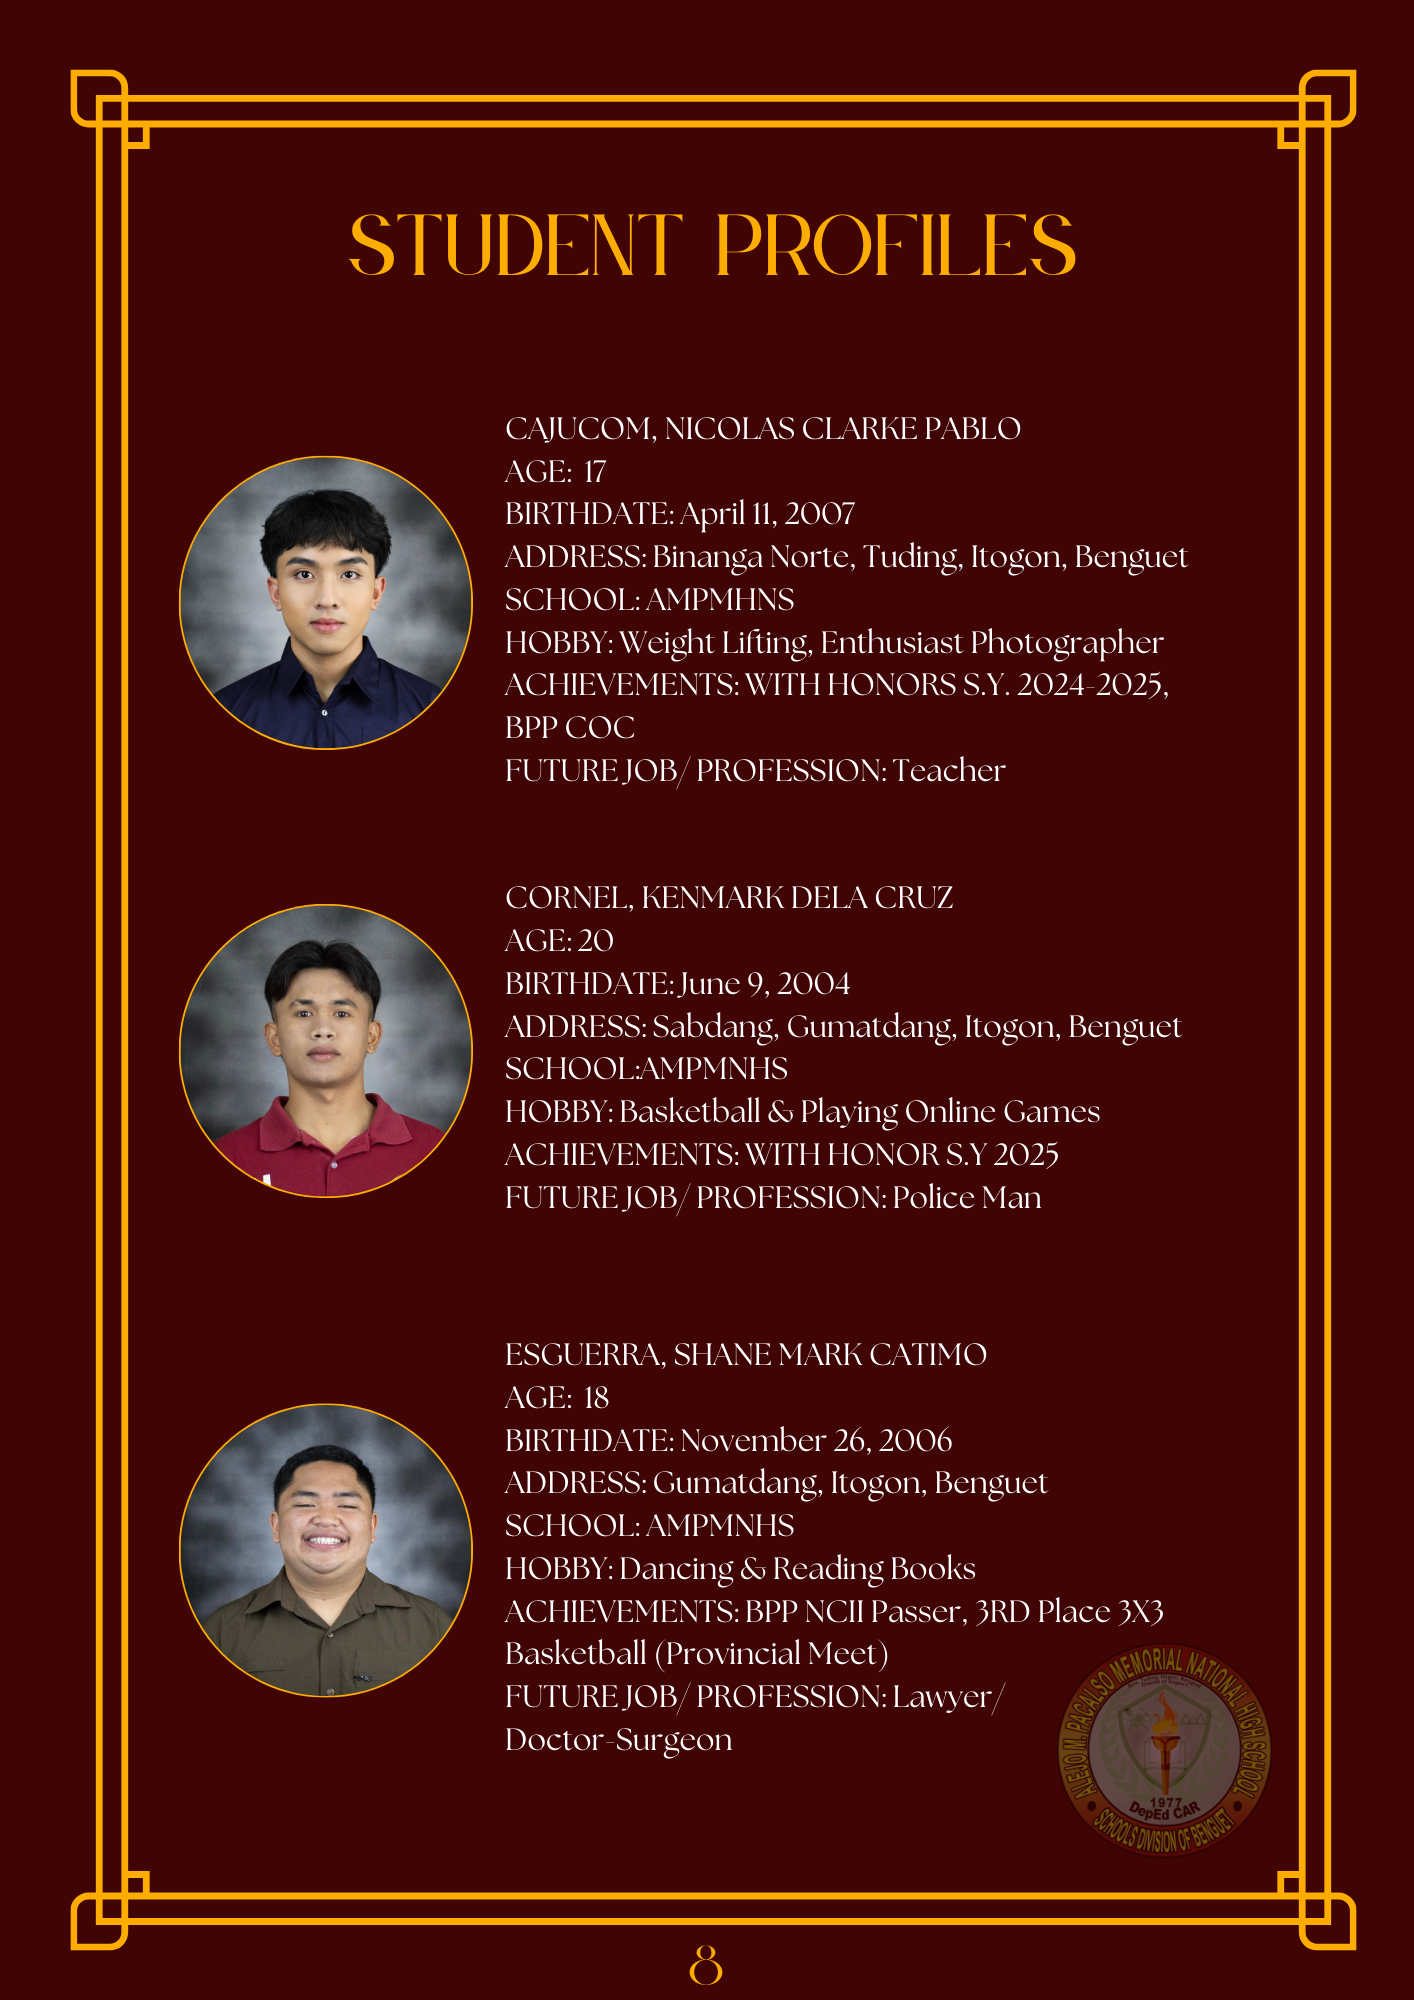 STUDENT PROFILES
CAJUCOM, NICOLAS CLARKE PABLO
AGE: 17
BIRTHDATE: April 11, 2007
ADDRESS: Binanga Norte, Tuding, Itogon, Benguet
SCHOOL: AMPMHNS
HOBBY: Weight Lifting, Enthusiast Photographer
ACHIEVEMENTS: WITH HONORS S.Y. 2024-2025,
BPP COC
FUTURE JOB/ PROFESSION: Teacher
CORNEL, KENMARK DELA CRUZ
AGE: 20
BIRTHDATE: June 9, 2004
ADDRESS: Sabdang, Gumatdang, Itogon, Benguet
SCHOOL:AMPMNHS
HOBBY: Basketball & Playing Online Games
ACHIEVEMENTS: WITH HONOR S.Y 2025
FUTURE JOB/ PROFESSION: Police Man
ESGUERRA, SHANE MARK CATIMO
AGE: 18
BIRTHDATE: November 26, 2006
ADDRESS: Gumatdang, Itogon, Benguet
SCHOOL: AMPMNHS
HOBBY: Dancing & Reading Books
ACHIEVEMENTS: BPP NCII Passer, 3RD Place 3X3
Basketball (Provincial Meet)
FUTURE JOB/ PROFESSION: Lawyer/
Doctor-Surgeon
ALEJO M. PACALSO MEMORIAL NATIONAL HIGH SCHOOL
1977
DepEd CAR
SCHOOLS DIVISION OF BENGUET
8